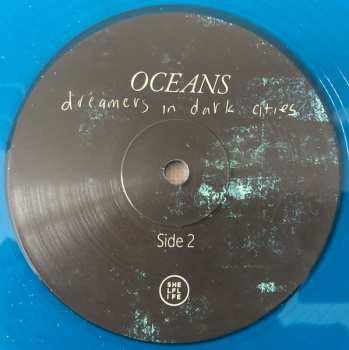 OCEANS
dreamers in dark cities
Side 2
SHE
LFL
IFE